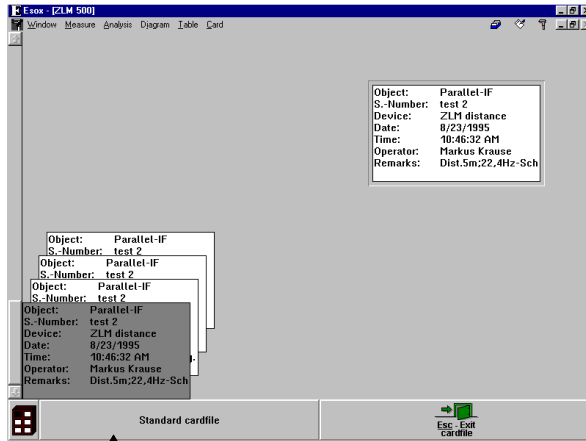 Esox - [ZLM 500]
Window Measure Analysis Djagram Table Card
Object: Parallel-IF
S.-Number: test 2
Device: ZLM distance
Date: 8/23/1995
Time: 10:46:32 AM
Operator: Markus Krause
Remarks: Dist.5m;22,4Hz-Sch
Object: Parallel-IF
S.-Number: test 2
Object: Parallel-IF
S.-Number: test 2
Object: Parallel-IF
S.-Number: test 2
Object: Parallel-IF
S.-Number: test 2
Device: ZLM distance
Date: 8/23/1995
Time: 10:46:32 AM
Operator: Markus Krause
Remarks: Dist.5m;22,4Hz-Sch
Standard cardfile
Esc - Exit
cardfile